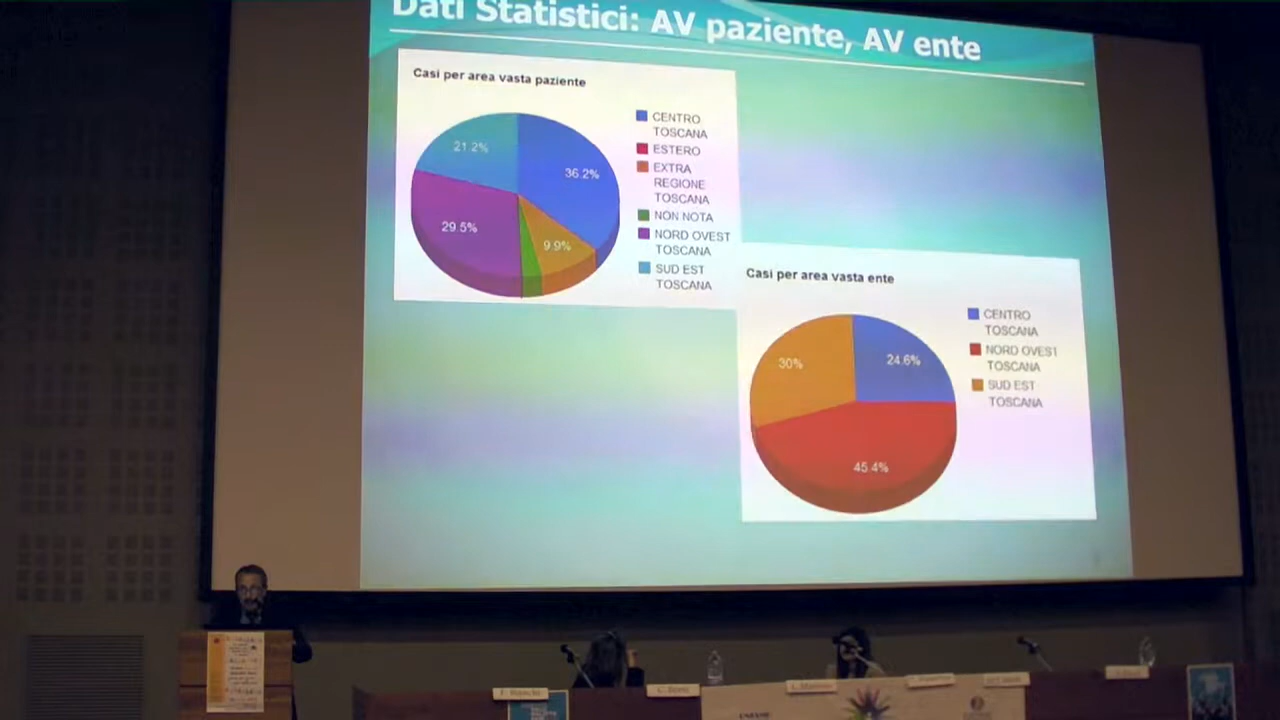 Dati Statistici: AV paziente, AV ente
Casi per area vasta paziente
21.2%
36.2%
29.5%
9.9%
CENTRO
TOSCANA
ESTERO
EXTRA
REGIONE
TOSCANA
NON NOTA
NORD OVEST
TOSCANA
SUD EST
TOSCANA
Casi per area vasta ente
30%
24.6%
45.4%
CENTRO
TOSCANA
NORD OVEST
TOSCANA
SUD EST
TOSCANA